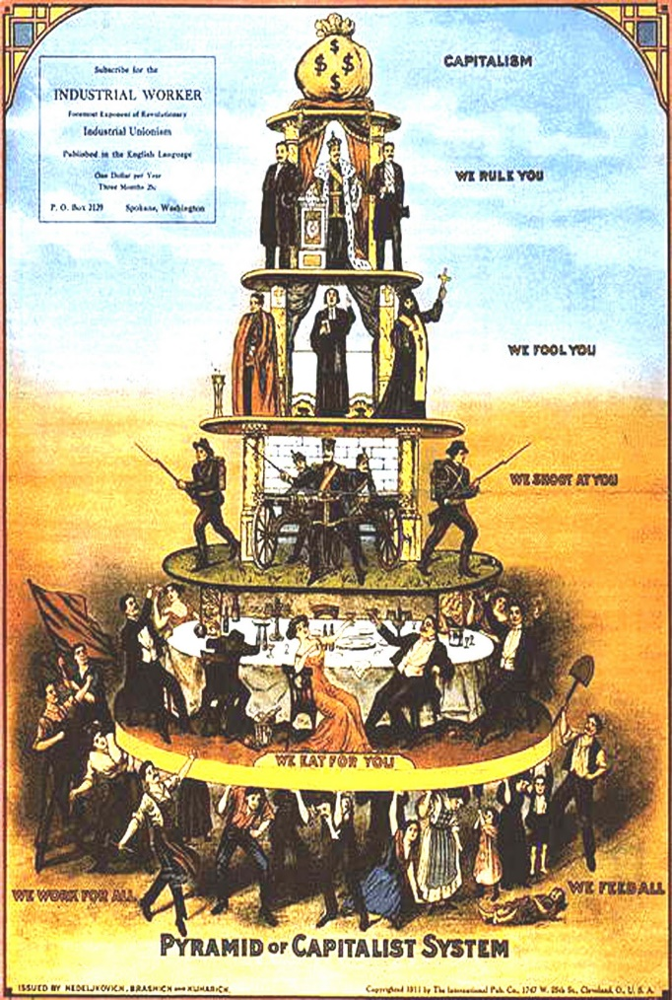 Subscribe for the
INDUSTRIAL WORKER
Foremost Exponent of Revolutionary
Industrial Unionism
Published in the English Language
One Dollar per Year
Three Months 25c
P. O. Box 2129 Spokane, Washington
CAPITALISM
WE RULE YOU
WE FOOL YOU
WE SHOOT AT YOU
WE EAT FOR YOU
WE WORK FOR ALL
WE FEED ALL
PYRAMID OF CAPITALIST SYSTEM
ISSUED BY NEDELJKOVICH, BRASHICH AND KUHARICH.
Copyrighted 1911 by The International Pub. Co., 1747 W. 25th St., Cleveland, O., U. S. A.